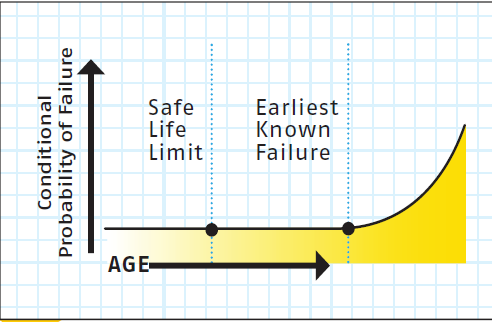 Conditional
Probability of Failure
Safe
Life
Limit
Earliest
Known
Failure
AGE